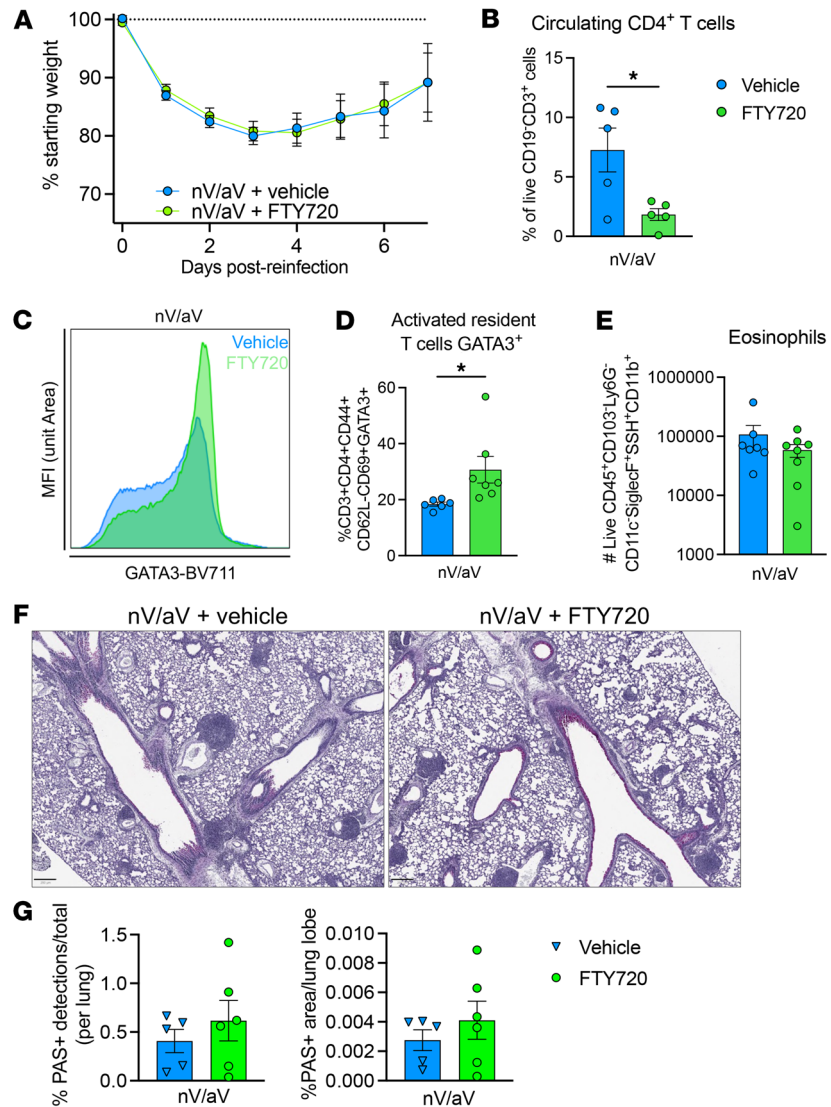 A
100
90
80
70
% starting weight
nV/aV + vehicle
nV/aV + FTY720
0
2
4
6
Days post-reinfection
B
Circulating CD4+ T cells
15
10
5
0
% of live CD19-CD3+ cells
*
nV/aV
Vehicle
FTY720
C
nV/aV
Vehicle
FTY720
MFI (unit Area)
GATA3-BV711
D
Activated resident
T cells GATA3+
*
60
40
20
0
%CD3+CD4+CD44+
CD62L-CD69+GATA3+
nV/aV
E
Eosinophils
1000000
100000
10000
1000
# Live CD45+CD103-Ly6G-
CD11c-SiglecF+SSH+CD11b+
nV/aV
F
nV/aV + vehicle
nV/aV + FTY720
G
1.5
1.0
0.5
0.0
% PAS+ detections/total
(per lung)
nV/aV
0.010
0.008
0.006
0.004
0.002
0.000
%PAS+ area/lung lobe
nV/aV
Vehicle
FTY720